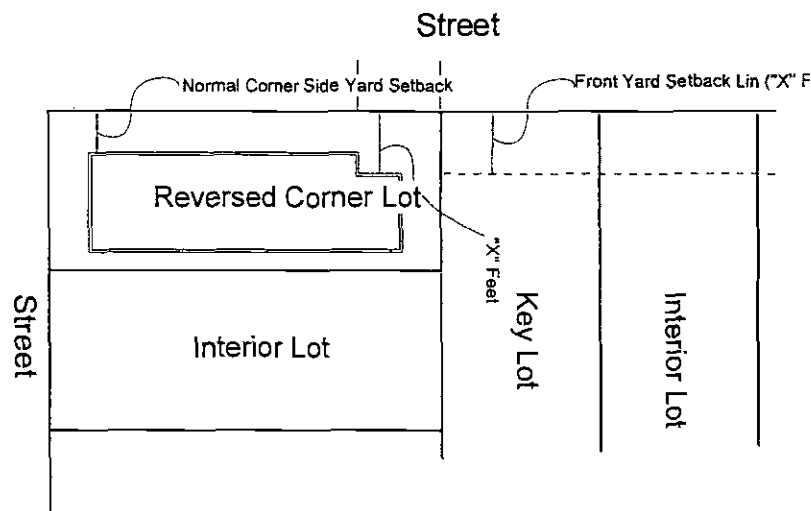 Street
Normal Corner Side Yard Setback
Front Yard Setback Lin ("X" F
Reversed Corner Lot
"X" Feet
Street
Interior Lot
Key Lot
Interior Lot